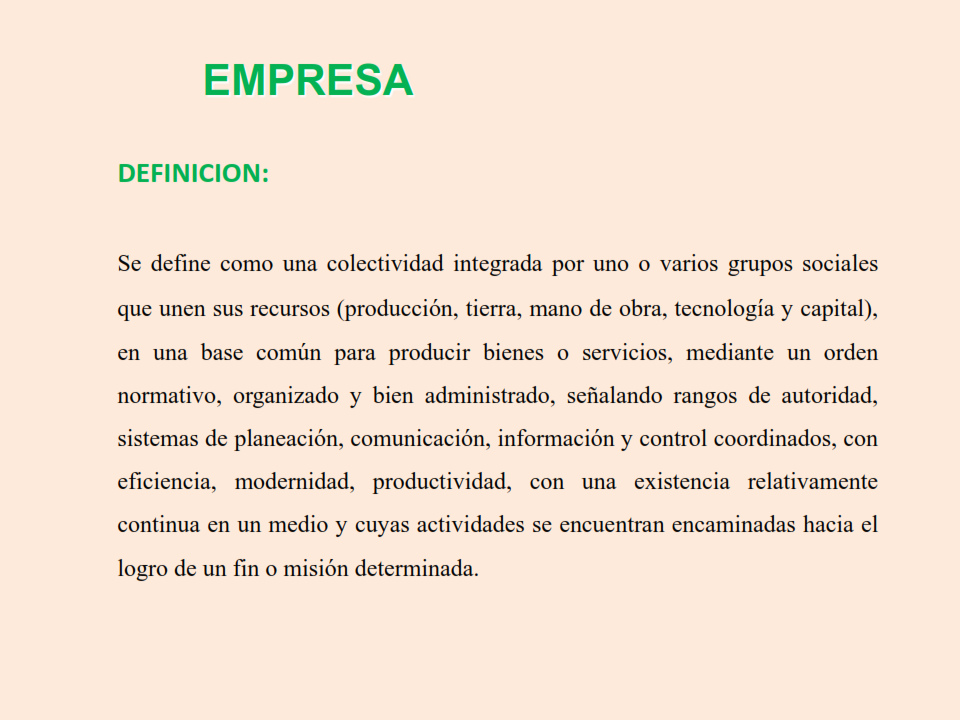 EMPRESA
DEFINICION:
Se define como una colectividad integrada por uno o varios grupos sociales
que unen sus recursos (producción, tierra, mano de obra, tecnología y capital),
en una base común para producir bienes o servicios, mediante un orden
normativo, organizado y bien administrado, señalando rangos de autoridad,
sistemas de planeación, comunicación, información y control coordinados, con
eficiencia, modernidad, productividad, con una existencia relativamente
continua en un medio y cuyas actividades se encuentran encaminadas hacia el
logro de un fin o misión determinada.